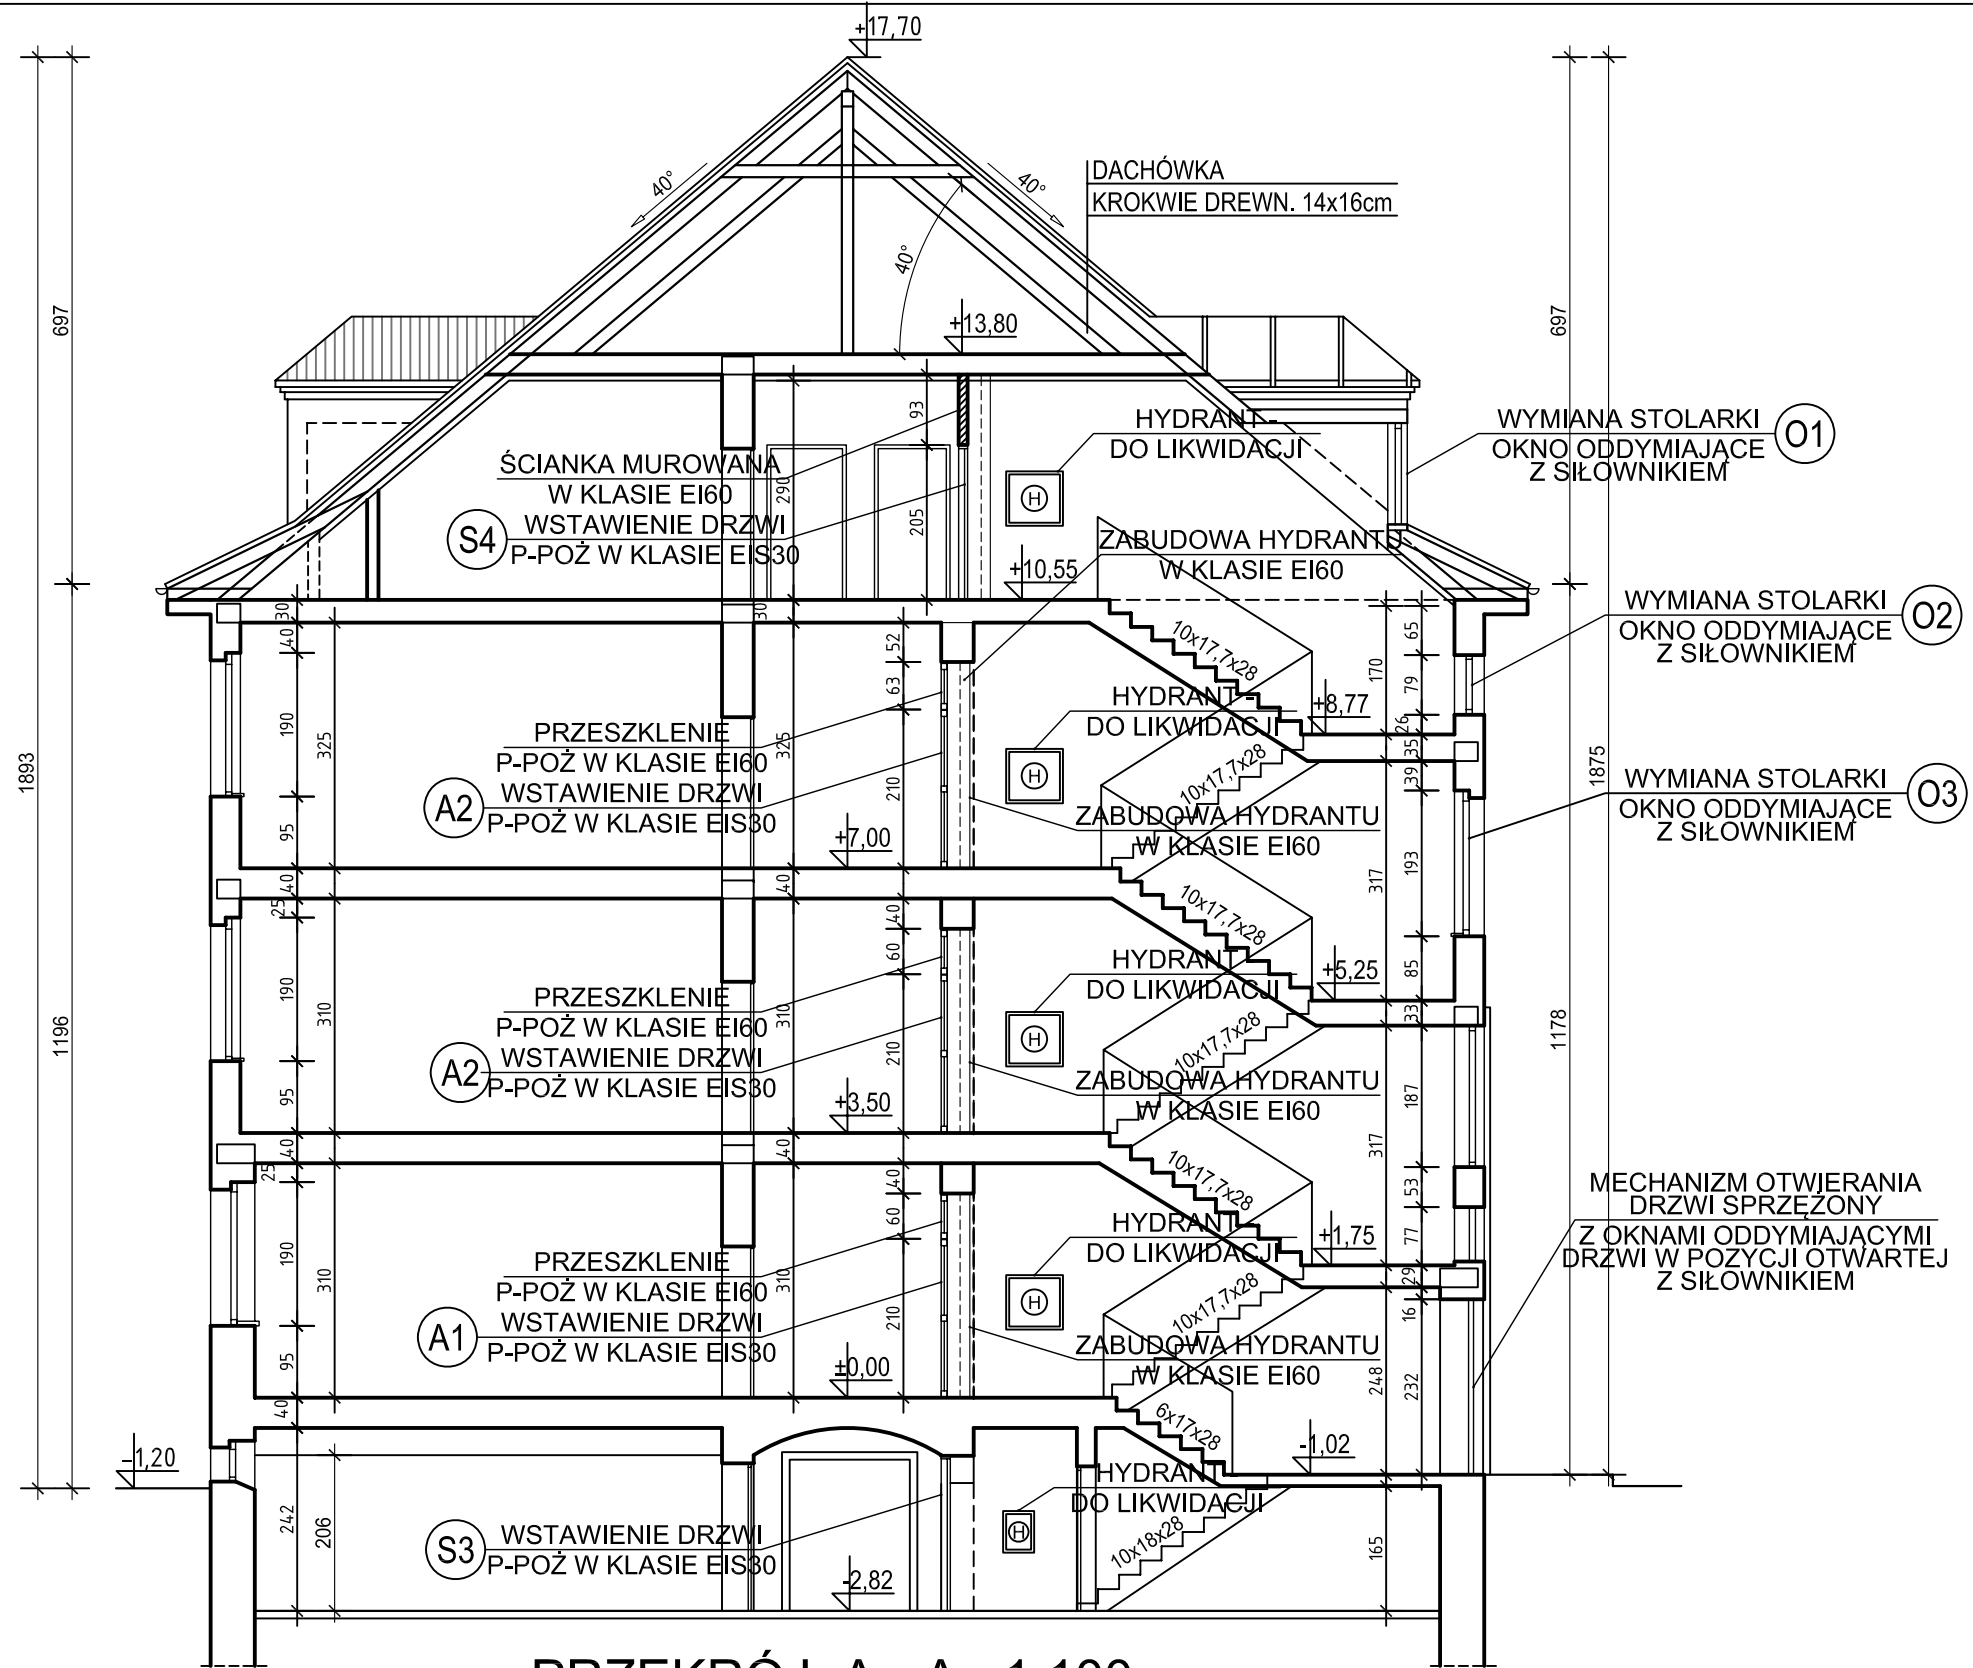 +17,70
40°
40°
DACHÓWKA
KROKWIE DREWN. 14x16cm
40°
697
697
+13,80
93
HYDRANT -
DO LIKWIDACJI
WYMIANA STOLARKI
OKNO ODDYMIAJĄCE
Z SIŁOWNIKIEM
O1
ŚCIANKA MUROWANA
W KLASIE EI60
290
H
S4
WSTAWIENIE DRZWI
P-POŻ W KLASIE EIS30
205
ZABUDOWA HYDRANTU
W KLASIE EI60
+10,55
30
30
40
52
65
WYMIANA STOLARKI
OKNO ODDYMIAJĄCE
Z SIŁOWNIKIEM
O2
10x17,7x28
170
63
79
HYDRANT -
DO LIKWIDACJI
+8,77
190
325
325
PRZESZKLENIE
P-POŻ W KLASIE EI60
26
35
39
1893
1875
H
10x17,7x28
210
A2
WSTAWIENIE DRZWI
P-POŻ W KLASIE EIS30
WYMIANA STOLARKI
OKNO ODDYMIAJĄCE
Z SIŁOWNIKIEM
O3
ZABUDOWA HYDRANTU
W KLASIE EI60
+7,00
95
193
40
40
317
25
40
10x17,7x28
60
85
HYDRANT -
DO LIKWIDACJI
+5,25
190
310
310
PRZESZKLENIE
P-POŻ W KLASIE EI60
33
1196
1178
H
10x17,7x28
210
A2
WSTAWIENIE DRZWI
P-POŻ W KLASIE EIS30
ZABUDOWA HYDRANTU
W KLASIE EI60
+3,50
95
187
40
40
317
25
40
10x17,7x28
53
MECHANIZM OTWIERANIA
DRZWI SPRZĘŻONY
Z OKNAMI ODDYMIAJĄCYMI
DRZWI W POZYCJI OTWARTEJ
Z SIŁOWNIKIEM
60
77
HYDRANT -
DO LIKWIDACJI
+1,75
190
310
310
PRZESZKLENIE
P-POŻ W KLASIE EI60
29
16
H
10x17,7x28
210
A1
WSTAWIENIE DRZWI
P-POŻ W KLASIE EIS30
ZABUDOWA HYDRANTU
W KLASIE EI60
±0,00
95
248
232
40
6x17x28
-1,20
-1,02
HYDRANT
DO LIKWIDACJI
242
206
H
10x18x28
165
S3
WSTAWIENIE DRZWI
P-POŻ W KLASIE EIS30
-2,82
PRZEKRÓJ A - A 1:100